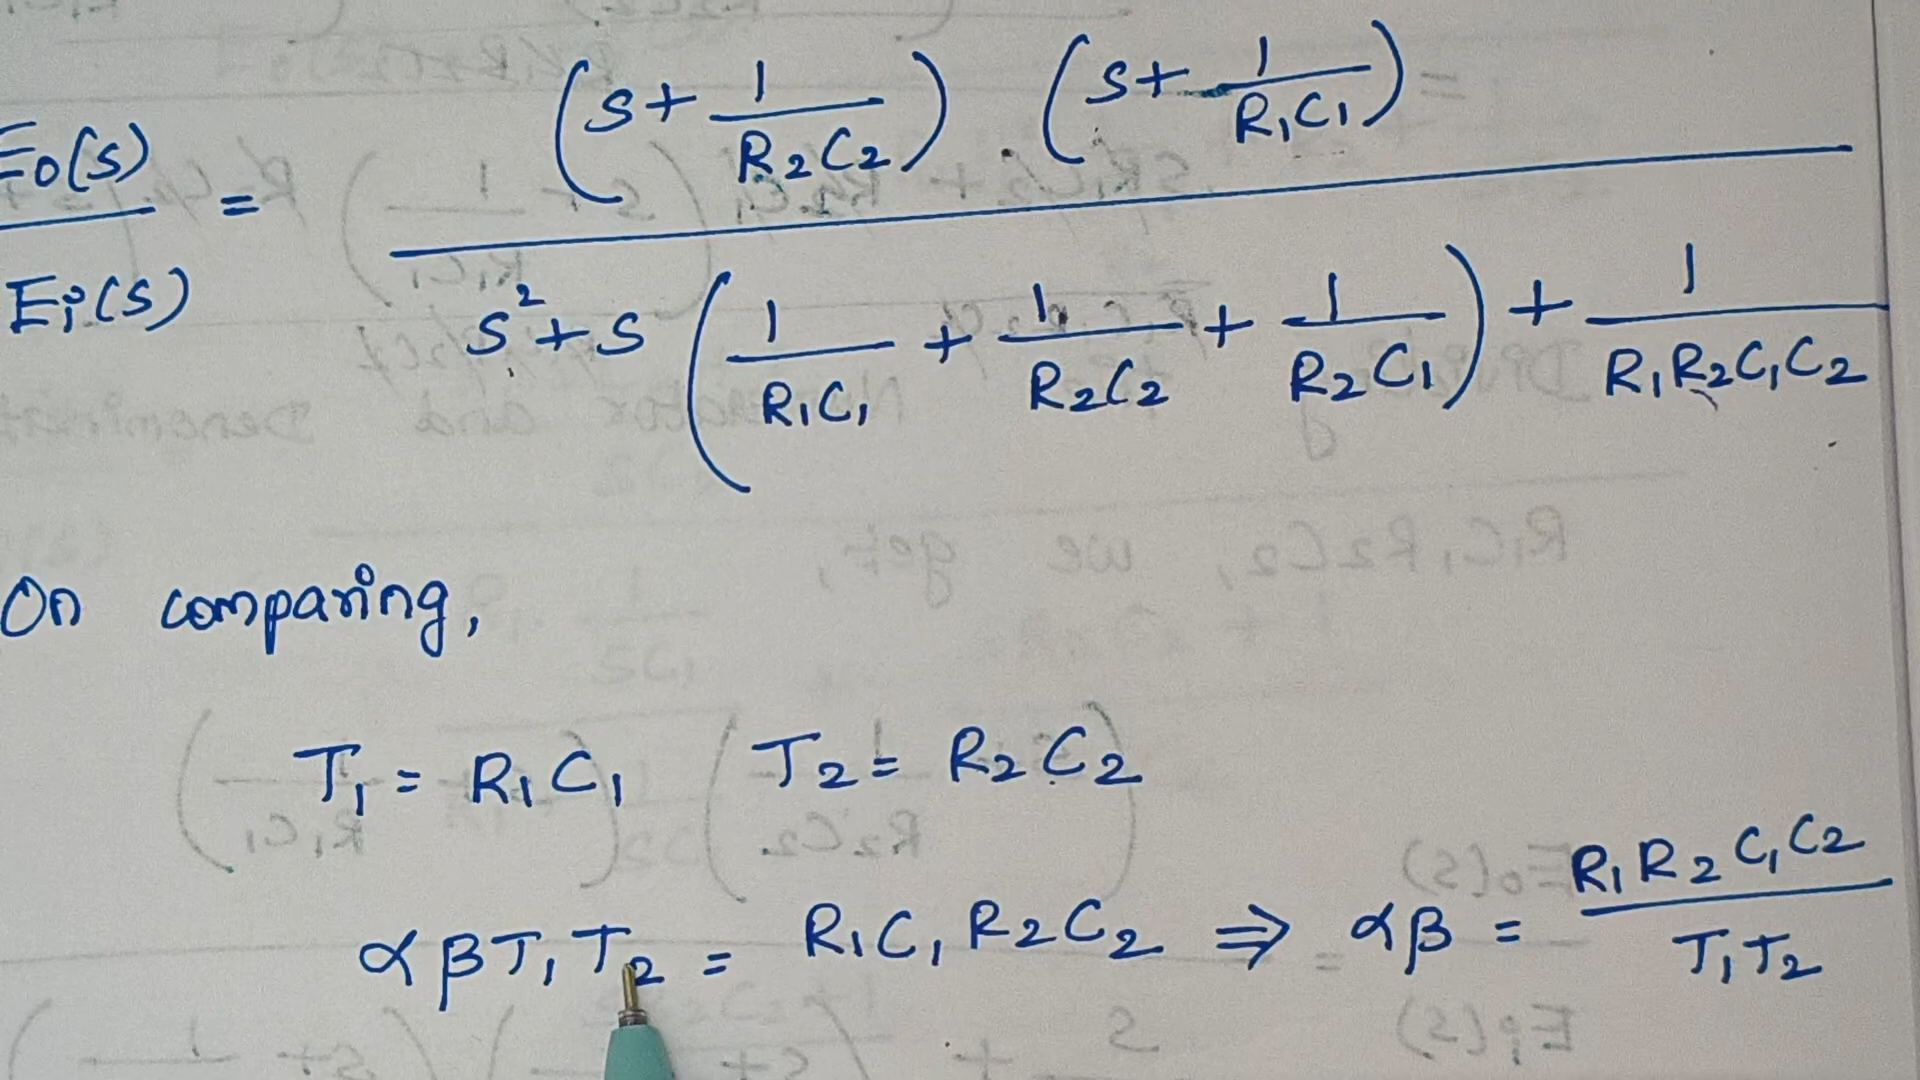 E0(s) / Ei(s) = (s + 1/R2C2) . (s + 1/R1C1) / s² + s (1/R1C1 + 1/R2C2 + 1/R2C1) + 1/R1R2C1C2
On comparing,
T1 = R1C1 T2 = R2C2
αβT1T2 = R1C1R2C2 ⇒ αβ = R1R2C1C2 / T1T2